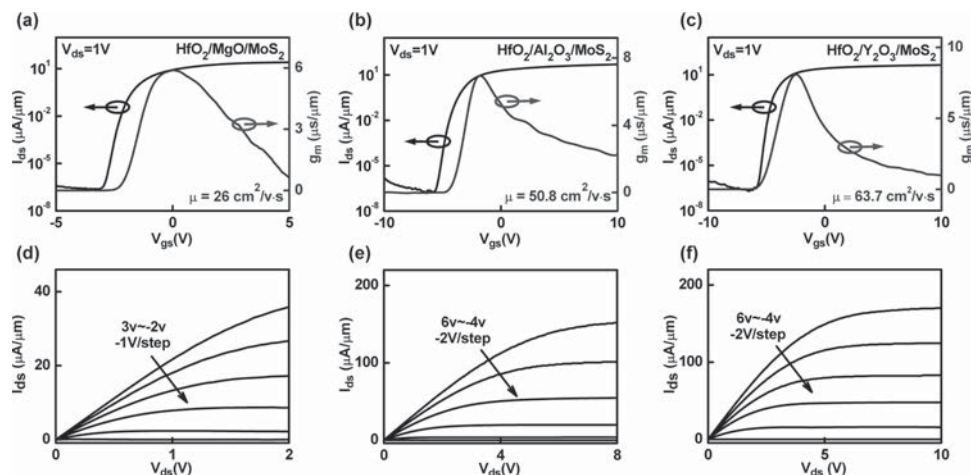 (a)
V_ds=1V
HfO₂/MgO/MoS₂
10¹
10⁻²
10⁻⁵
10⁻⁸
I_ds (μA/μm)
6
3
0
g_m (μs/μm)
μ = 26 cm²/v·s
-5
0
5
V_gs(V)
(b)
V_ds=1V
HfO₂/Al₂O₃/MoS₂
10¹
10⁻²
10⁻⁵
10⁻⁸
I_ds (μA/μm)
8
4
0
g_m (μs/μm)
μ = 50.8 cm²/v·s
-10
0
10
V_gs(V)
(c)
V_ds=1V
HfO₂/Y₂O₃/MoS₂
10¹
10⁻²
10⁻⁵
10⁻⁸
I_ds (μA/μm)
10
5
0
g_m (μs/μm)
μ = 63.7 cm²/v·s
-10
0
10
V_gs(V)
(d)
40
20
0
I_ds (μA/μm)
3v~-2v
-1V/step
0
1
2
V_ds(V)
(e)
200
100
0
I_ds (μA/μm)
6v~-4v
-2V/step
0
4
8
V_ds(V)
(f)
200
100
0
I_ds (μA/μm)
6v~-4v
-2V/step
0
5
10
V_ds(V)